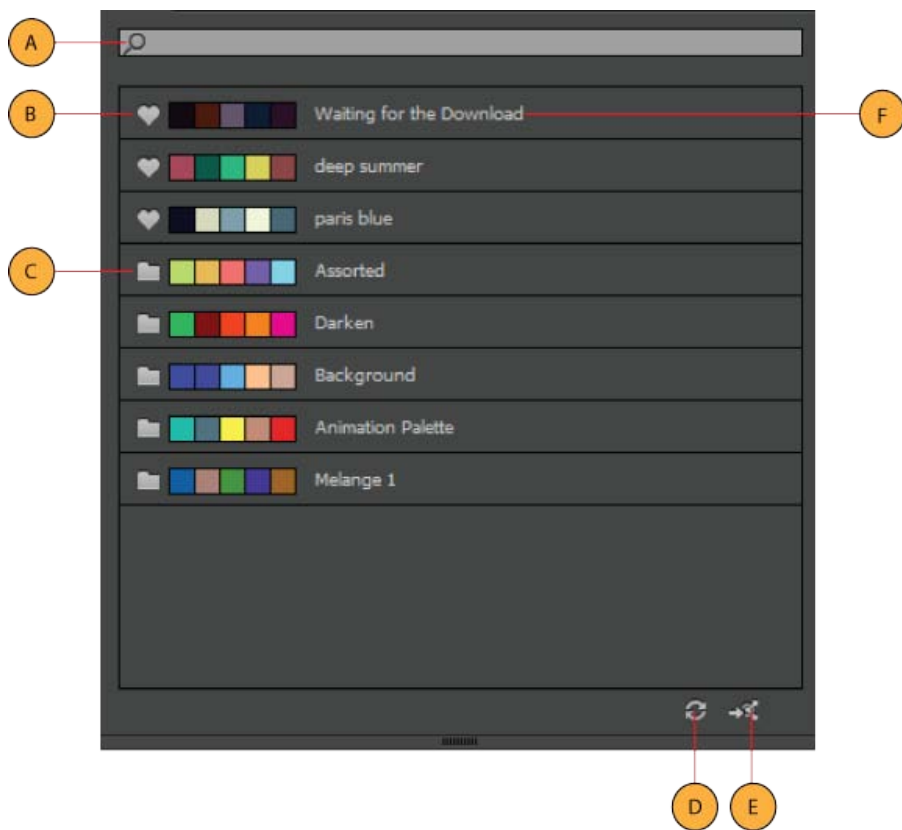 A
B
Waiting for the Download
F
deep summer
paris blue
C
Assorted
Darken
Background
Animation Palette
Melange 1
D
E